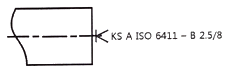 KS A ISO 6411 – B 2.5/8